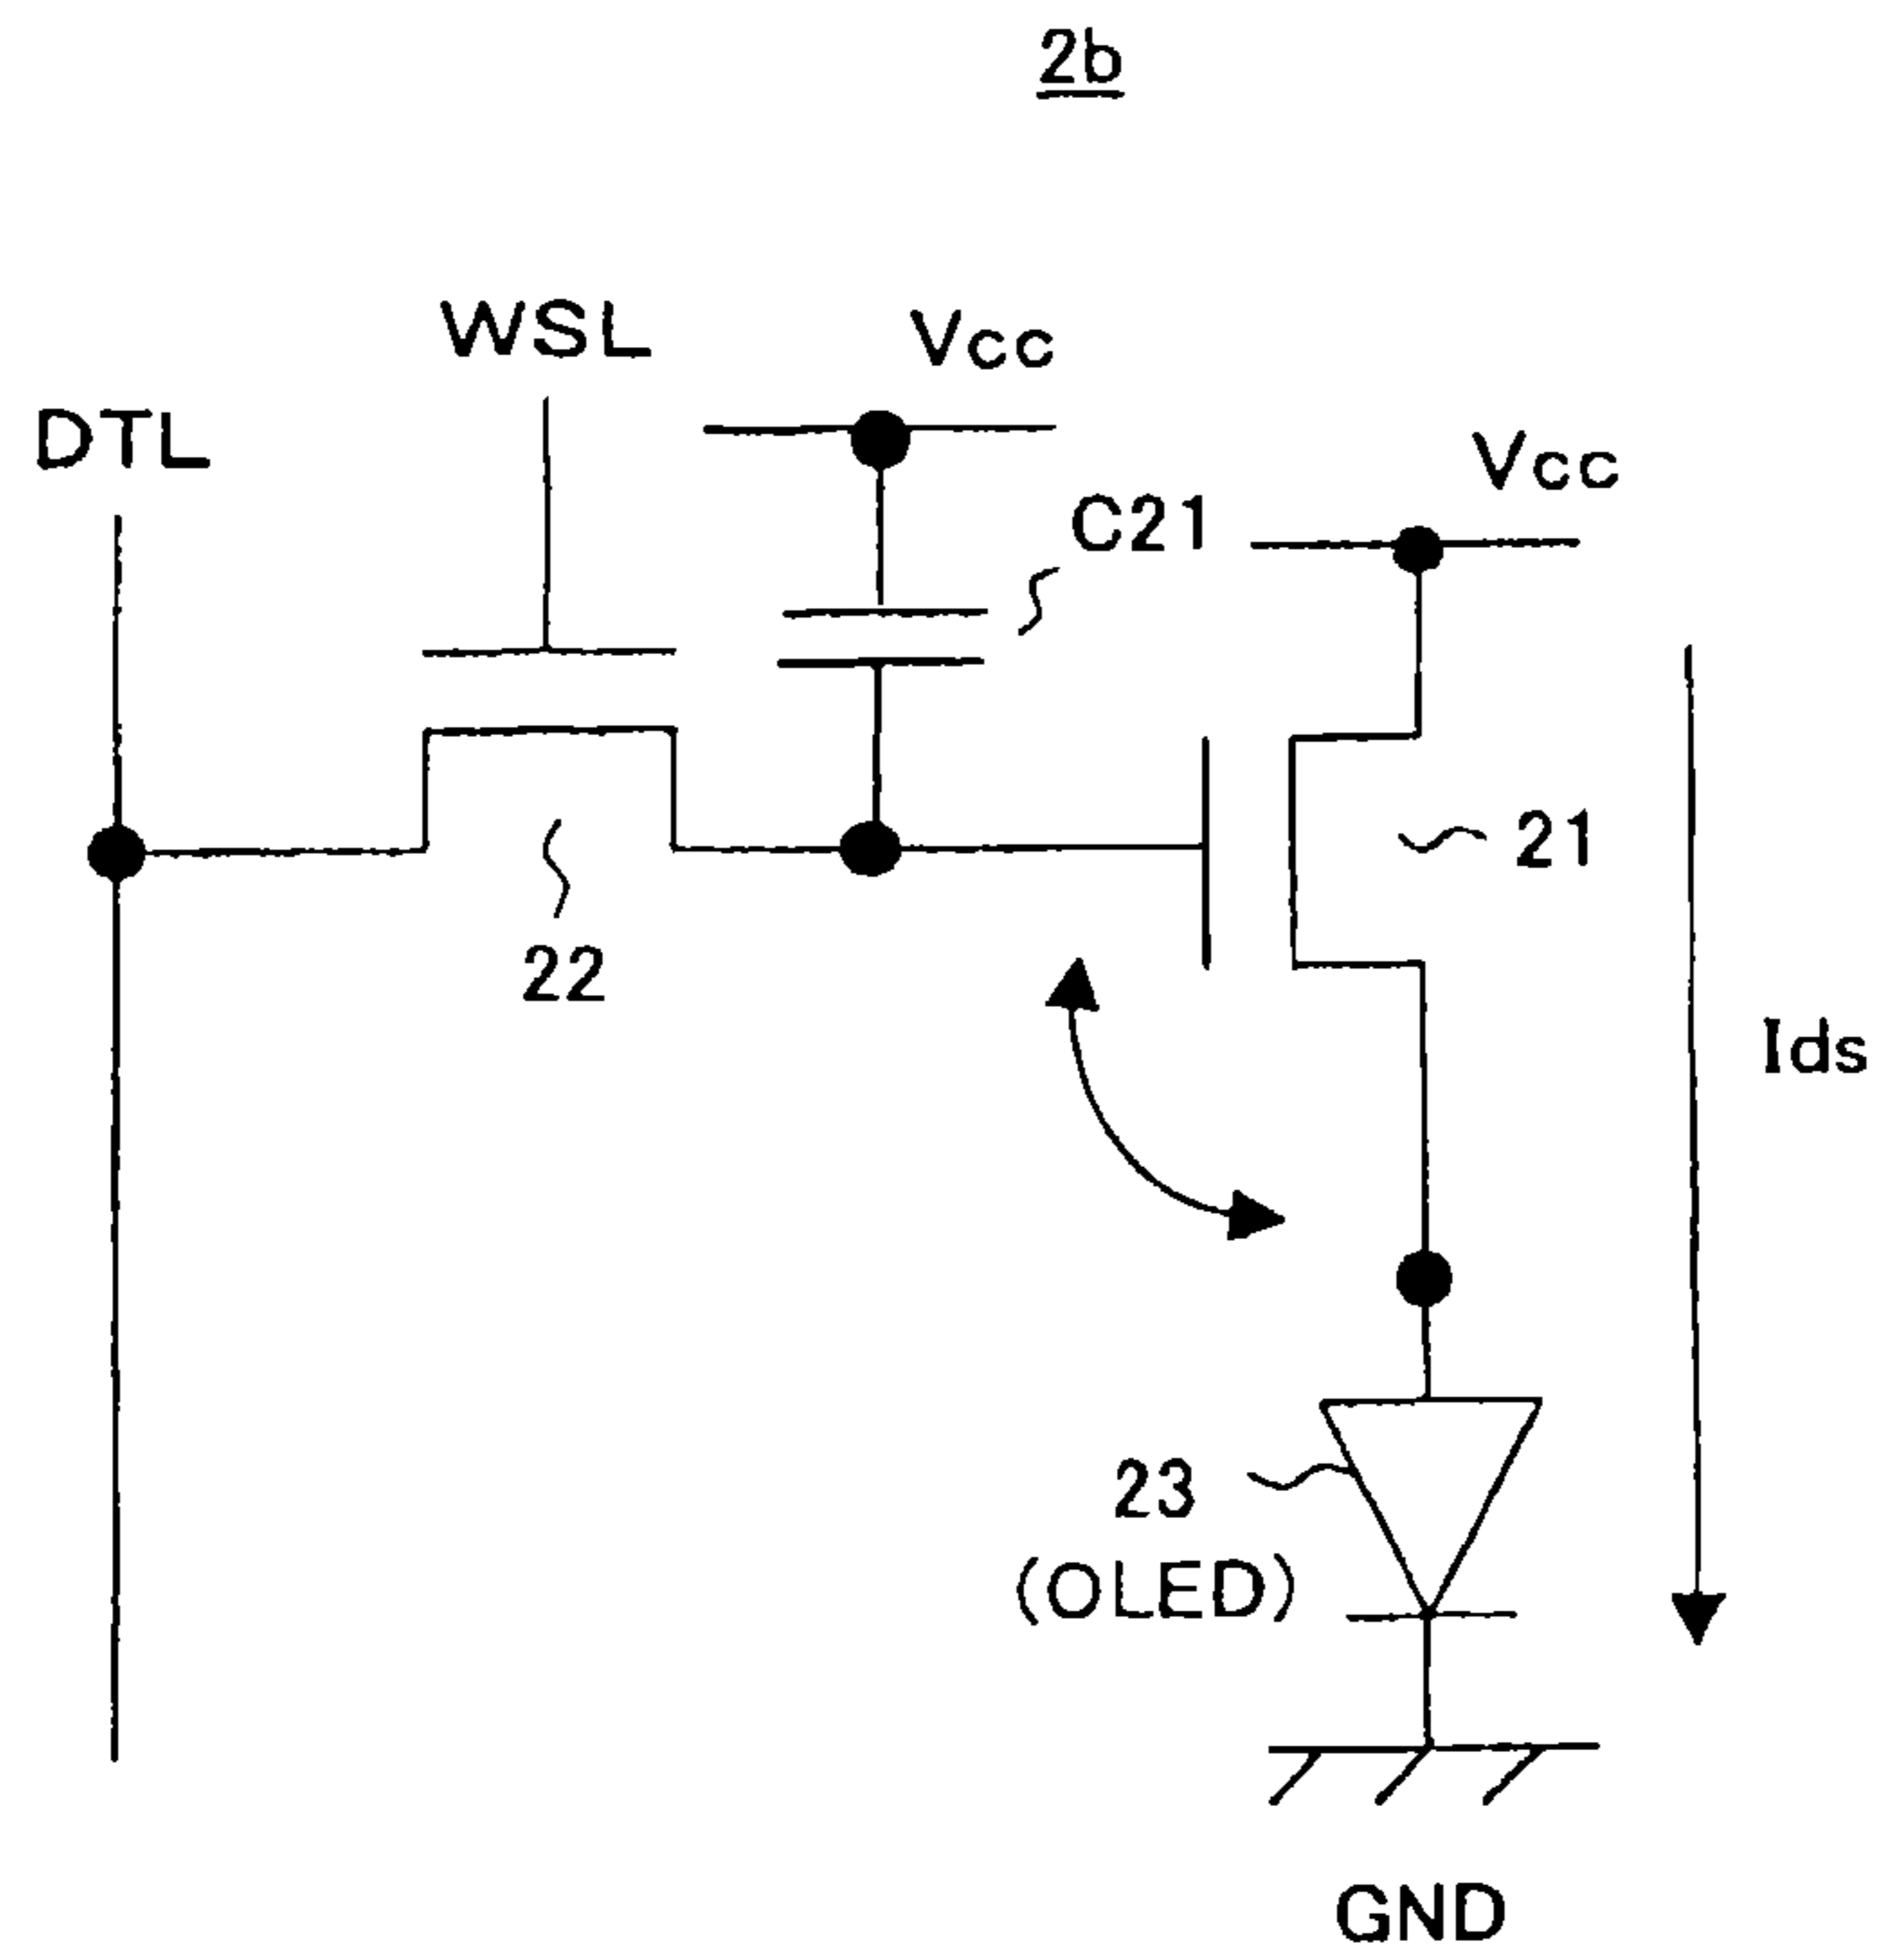 2b
WSL
Vcc
DTL
Vcc
C21
21
22
Ids
23
(OLED)
GND